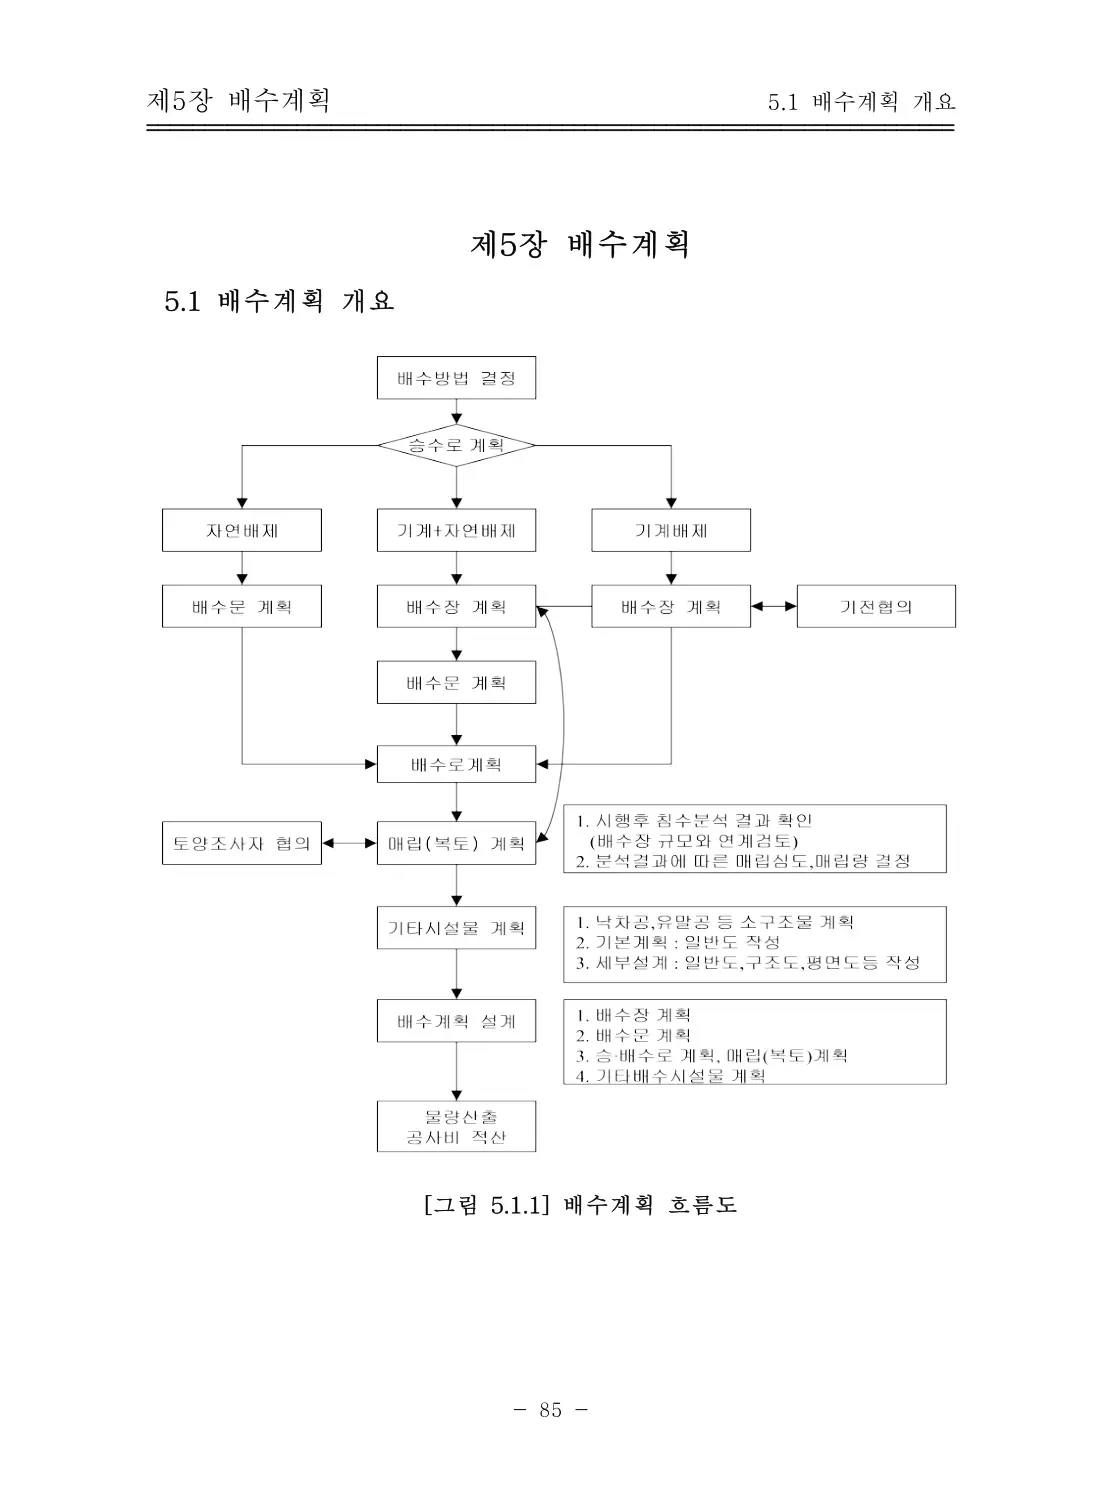 제5장 배수계획
5.1 배수계획 개요
제5장 배수계획
5.1 배수계획 개요
배수방법 결정
승수로 계획
자연배제
기계+자연배제
기계배제
배수문 계획
배수장 계획
배수장 계획
기전협의
배수문 계획
배수로계획
토양조사자 협의
매립(복토) 계획
1. 시행후 침수분석 결과 확인
(배수장 규모와 연계검토)
2. 분석결과에 따른 매립심도,매립량 결정
기타시설물 계획
1. 낙차공,유말공 등 소구조물 계획
2. 기본계획 : 일반도 작성
3. 세부설계 : 일반도,구조도,평면도등 작성
배수계획 설계
1. 배수장 계획
2. 배수문 계획
3. 승·배수로 계획, 매립(복토)계획
4. 기타배수시설물 계획
물량산출
공사비 적산
[그림 5.1.1] 배수계획 흐름도
- 85 -